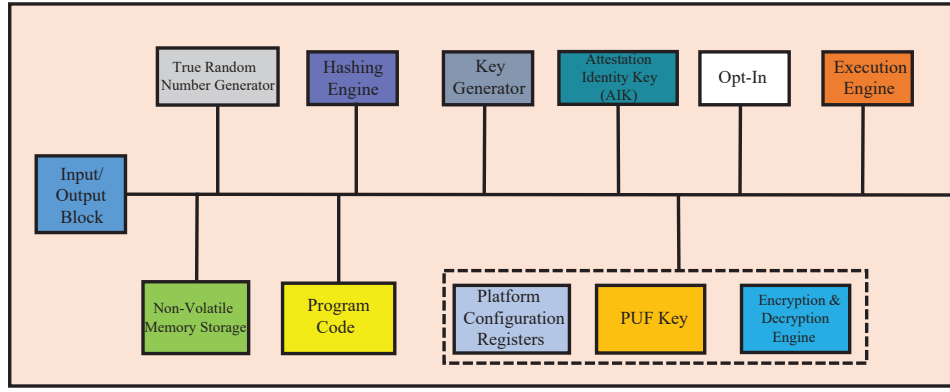 True Random
Number Generator
Hashing
Engine
Key
Generator
Attestation
Identity Key
(AIK)
Opt-In
Execution
Engine
Input/
Output
Block
Non-Volatile
Memory Storage
Program
Code
Platform
Configuration
Registers
PUF Key
Encryption &
Decryption
Engine